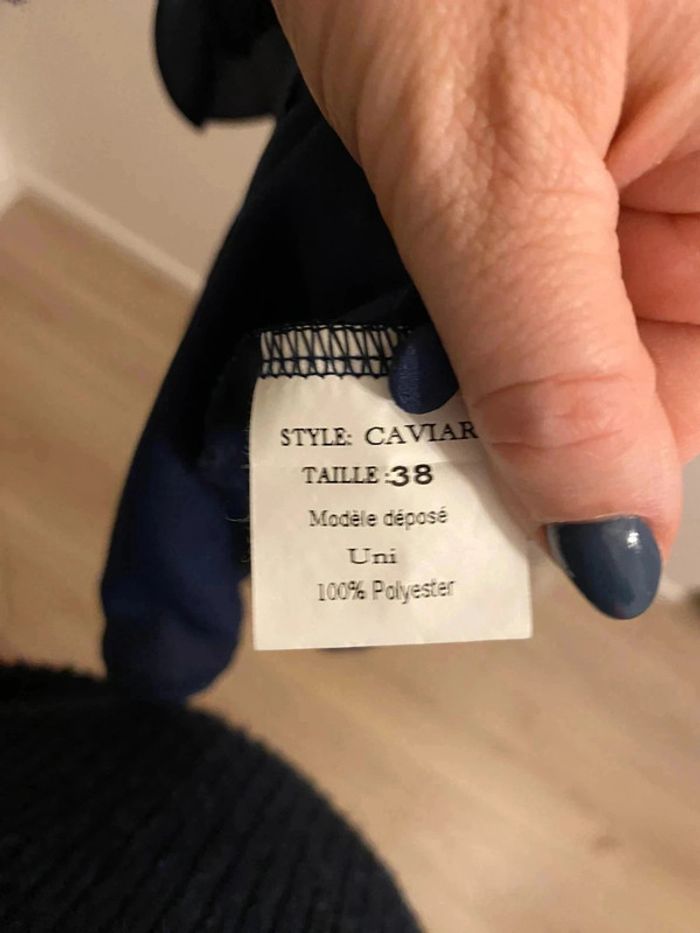 STYLE: CAVIAR
TAILLE :38
Modèle déposé
Uni
100% Polyester